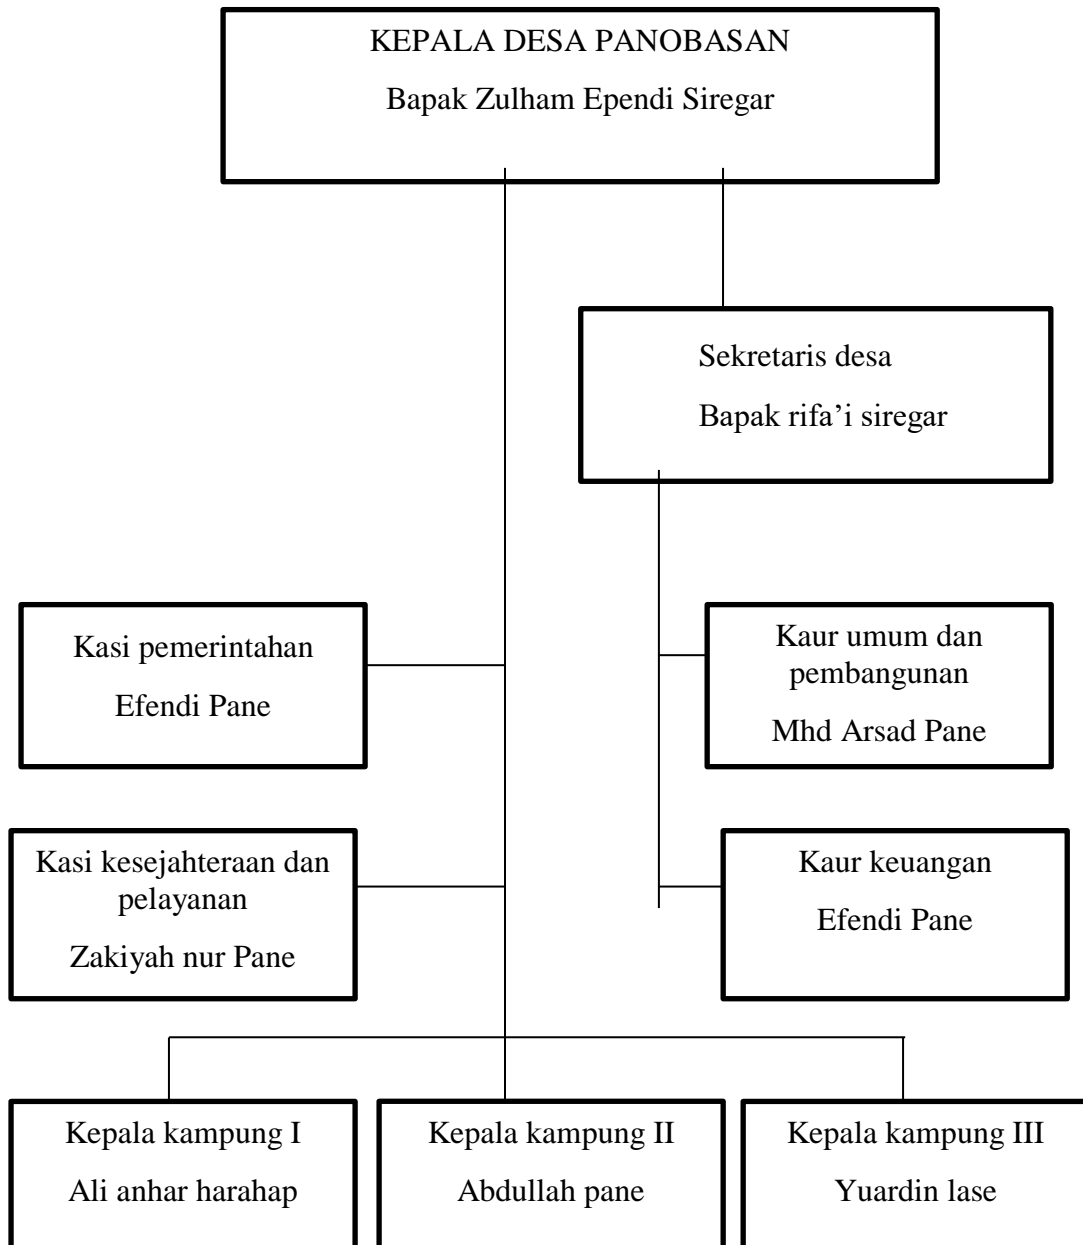 KEPALA DESA PANOBASAN
Bapak Zulham Ependi Siregar
Sekretaris desa
Bapak rifa’i siregar
Kasi pemerintahan
Efendi Pane
Kaur umum dan
pembangunan
Mhd Arsad Pane
Kasi kesejahteraan dan
pelayanan
Zakiyah nur Pane
Kaur keuangan
Efendi Pane
Kepala kampung I
Ali anhar harahap
Kepala kampung II
Abdullah pane
Kepala kampung III
Yuardin lase